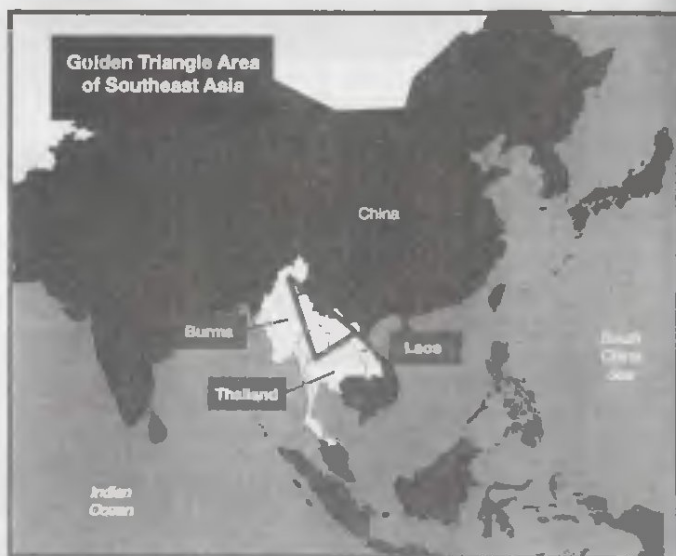 Golden Triangle Area
of Southeast Asia
China
Burma
Laos
Thailand
South
China
Sea
Indian
Ocean